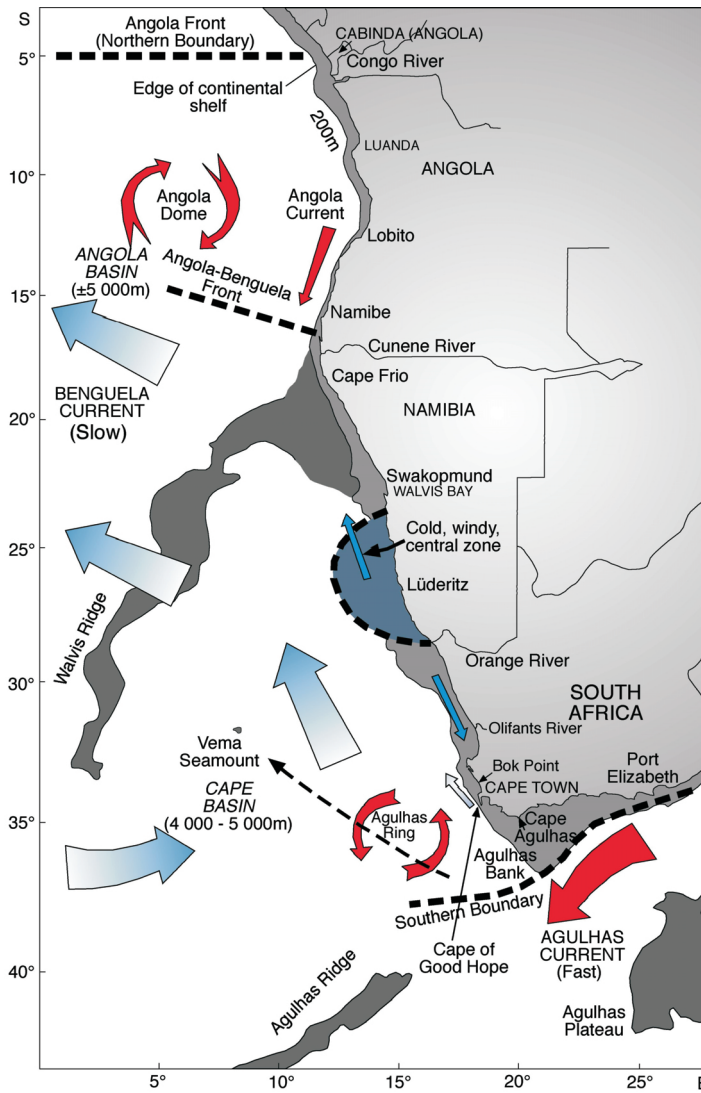 S
Angola Front
(Northern Boundary)
CABINDA (ANGOLA)
5°
Congo River
Edge of continental
shelf
200m
LUANDA
ANGOLA
10°
Angola
Dome
Angola
Current
Lobito
ANGOLA
BASIN
(±5 000m)
Angola-Benguela
Front
15°
Namibe
Cunene River
Cape Frio
BENGUELA
CURRENT
(Slow)
NAMIBIA
20°
Swakopmund
WALVIS BAY
Cold, windy,
central zone
25°
Lüderitz
Walvis Ridge
Orange River
30°
SOUTH
AFRICA
Olifants River
Vema
Seamount
Bok Point
Port
Elizabeth
CAPE TOWN
CAPE
BASIN
(4 000 - 5 000m)
Agulhas
Ring
Cape
Agulhas
35°
Agulhas
Bank
Southern Boundary
AGULHAS
CURRENT
(Fast)
Cape of
Good Hope
40°
Agulhas Ridge
Agulhas
Plateau
5°
10°
15°
20°
25°
E